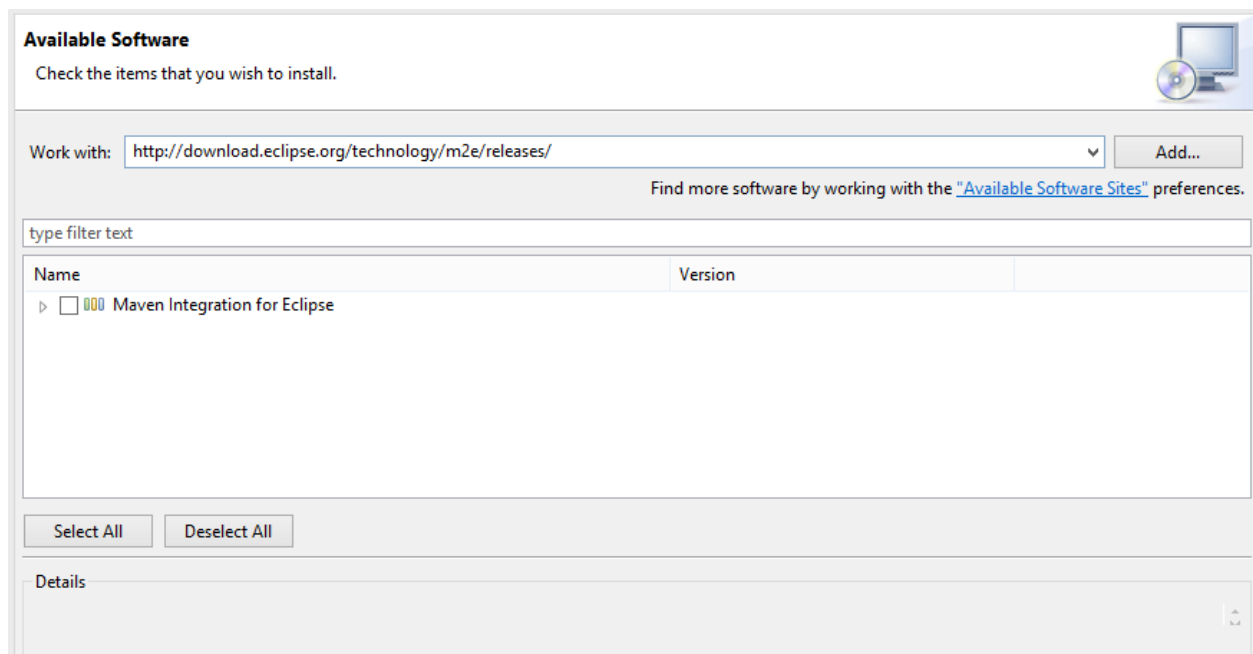 Available Software
Check the items that you wish to install.
Work with: http://download.eclipse.org/technology/m2e/releases/ Add...
Find more software by working with the "Available Software Sites" preferences.
type filter text
Name Version
Maven Integration for Eclipse
Select All Deselect All
Details